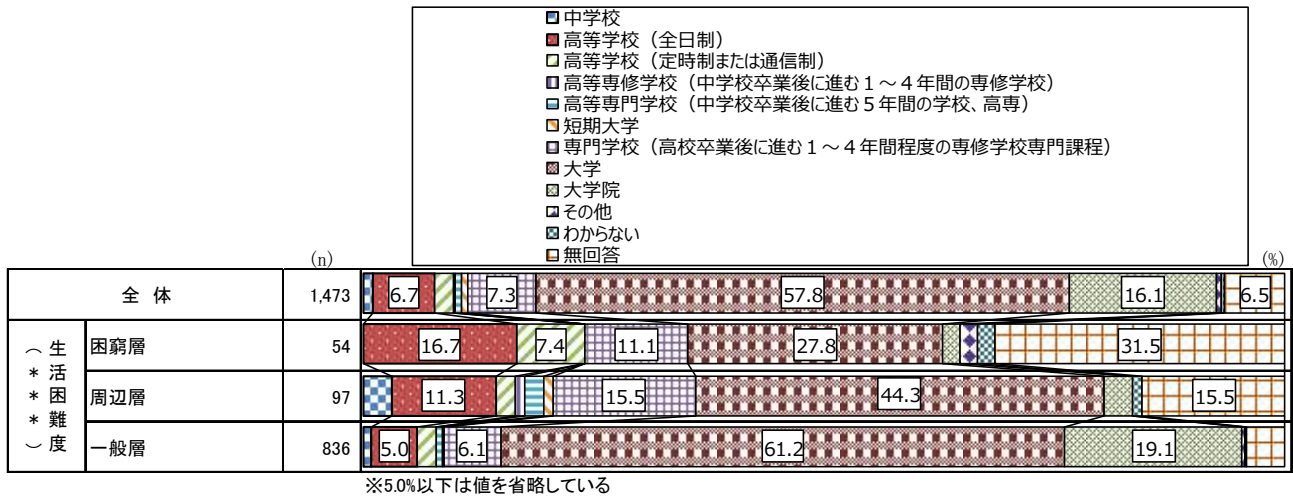 中学校
高等学校（全日制）
高等学校（定時制または通信制）
高等専修学校（中学校卒業後に進む１～４年間の専修学校）
高等専門学校（中学校卒業後に進む５年間の学校、高専）
短期大学
専門学校（高校卒業後に進む１～４年間程度の専修学校専門課程）
大学
大学院
その他
わからない
無回答
(n) (%)
全 体 1,473 6.7 7.3 57.8 16.1 6.5
（生活困難度）
***
困窮層 54 16.7 7.4 11.1 27.8 31.5
周辺層 97 11.3 15.5 44.3 15.5
一般層 836 5.0 6.1 61.2 19.1
※5.0%以下は値を省略している